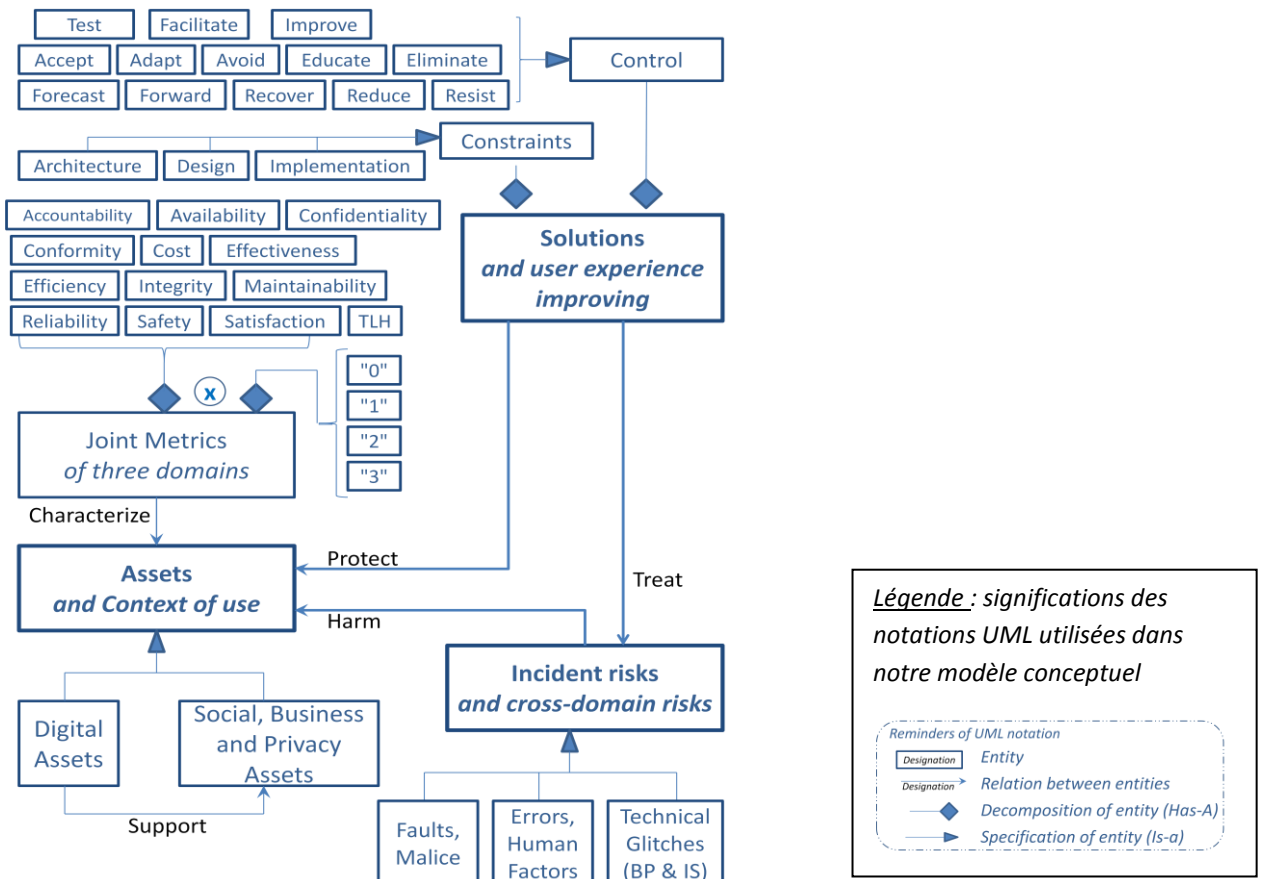 Test Facilitate Improve
Accept Adapt Avoid Educate Eliminate
Control
Forecast Forward Recover Reduce Resist
Constraints
Architecture Design Implementation
Accountability Availability Confidentiality
Conformity Cost Effectiveness
Efficiency Integrity Maintainability
Reliability Safety Satisfaction TLH
Solutions
and user experience
improving
"0"
"1"
"2"
"3"
x
Joint Metrics
of three domains
Characterize
Protect
Treat
Assets
and Context of use
Harm
Incident risks
and cross-domain risks
Digital
Assets
Social, Business
and Privacy
Assets
Support
Faults,
Malice
Errors,
Human
Factors
Technical
Glitches
(BP & IS)
Légende : significations des
notations UML utilisées dans
notre modèle conceptuel
Reminders of UML notation
Designation Entity
Designation Relation between entities
Decomposition of entity (Has-A)
Specification of entity (Is-a)